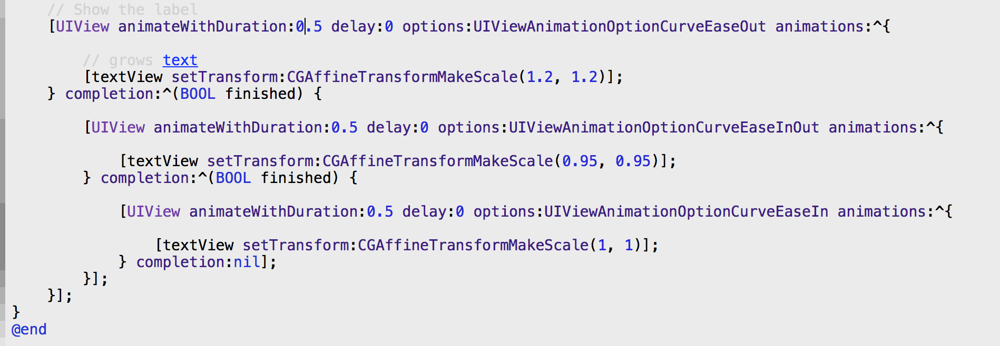 // Show the label
[UIView animateWithDuration:0.5 delay:0 options:UIViewAnimationOptionCurveEaseOut animations:^{
// grows text
[textView setTransform:CGAffineTransformMakeScale(1.2, 1.2)];
} completion:^(BOOL finished) {
[UIView animateWithDuration:0.5 delay:0 options:UIViewAnimationOptionCurveEaseInOut animations:^{
[textView setTransform:CGAffineTransformMakeScale(0.95, 0.95)];
} completion:^(BOOL finished) {
[UIView animateWithDuration:0.5 delay:0 options:UIViewAnimationOptionCurveEaseIn animations:^{
[textView setTransform:CGAffineTransformMakeScale(1, 1)];
} completion:nil];
}];
}];
}
@end